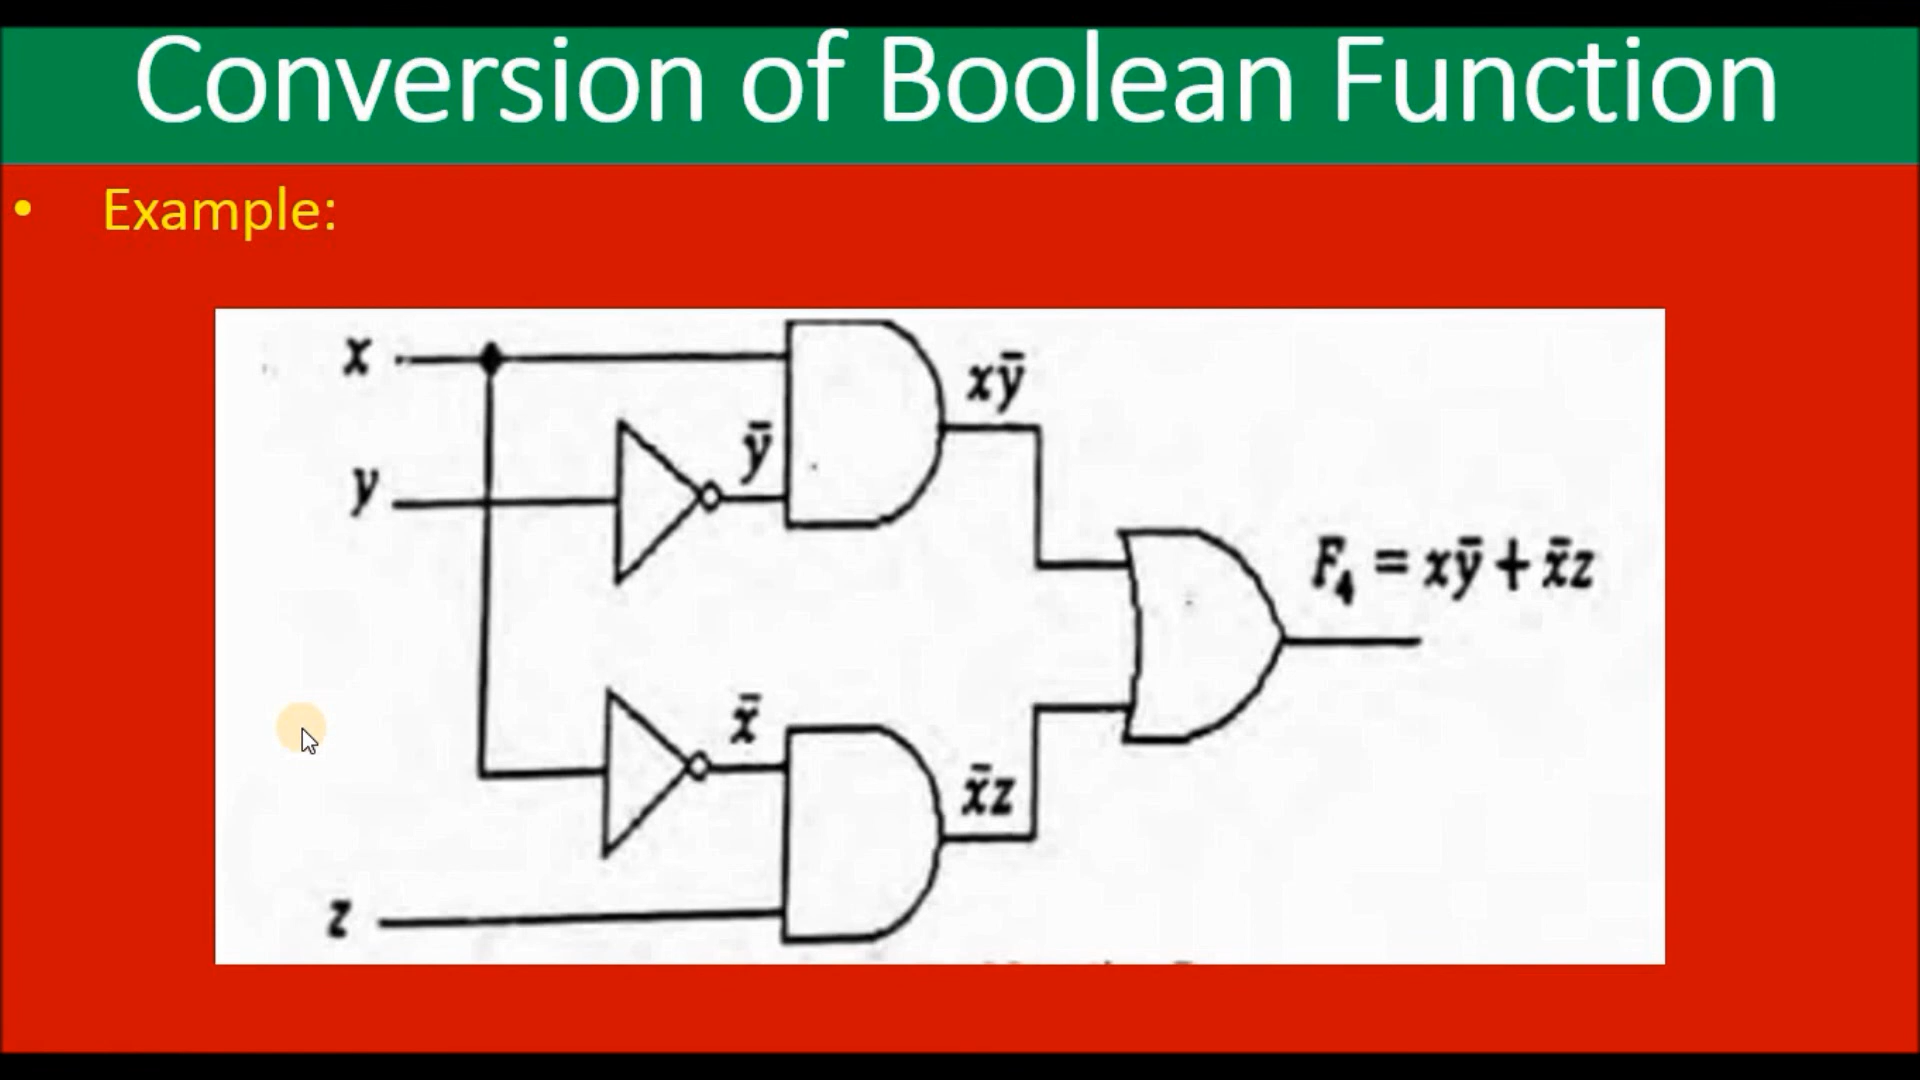 Conversion of Boolean Function
• Example:
x
xȳ
ȳ
y
F₄ = xȳ + x̄z
x̄
x̄z
z